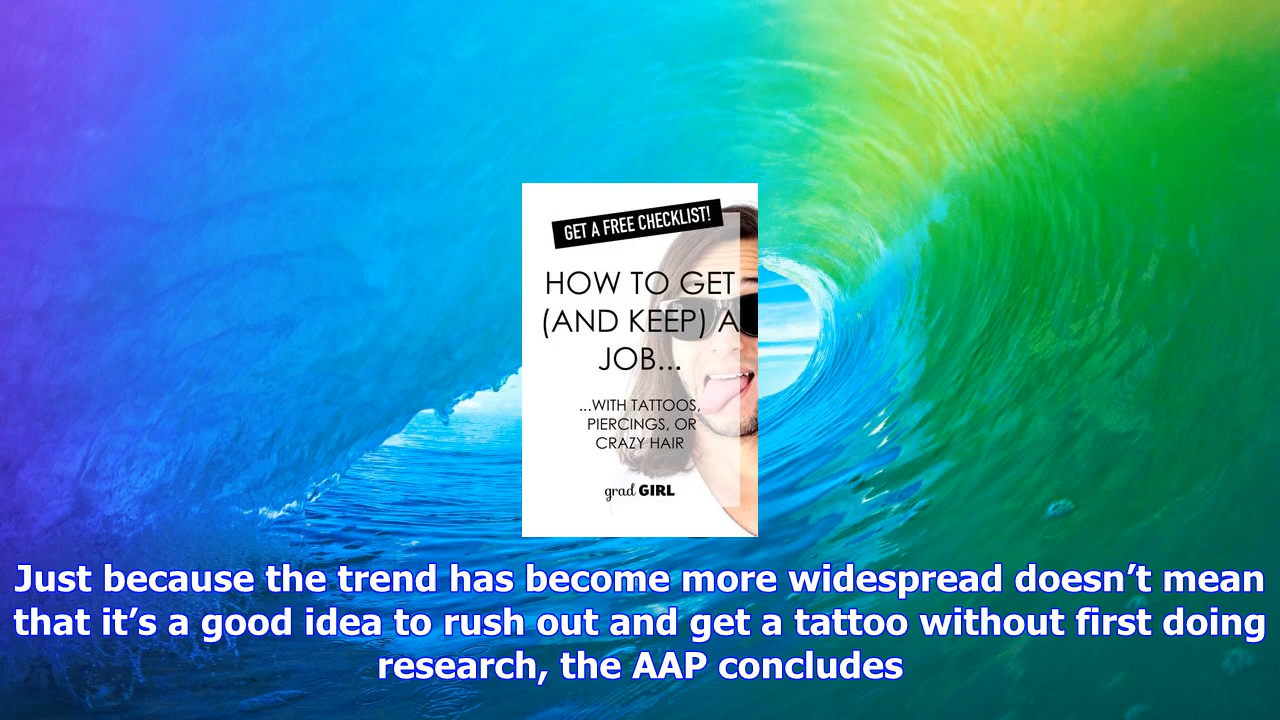 GET A FREE CHECKLIST!
HOW TO GET
(AND KEEP) A
JOB...
...WITH TATTOOS,
PIERCINGS, OR
CRAZY HAIR
grad GIRL
Just because the trend has become more widespread doesn’t mean
that it’s a good idea to rush out and get a tattoo without first doing
research, the AAP concludes